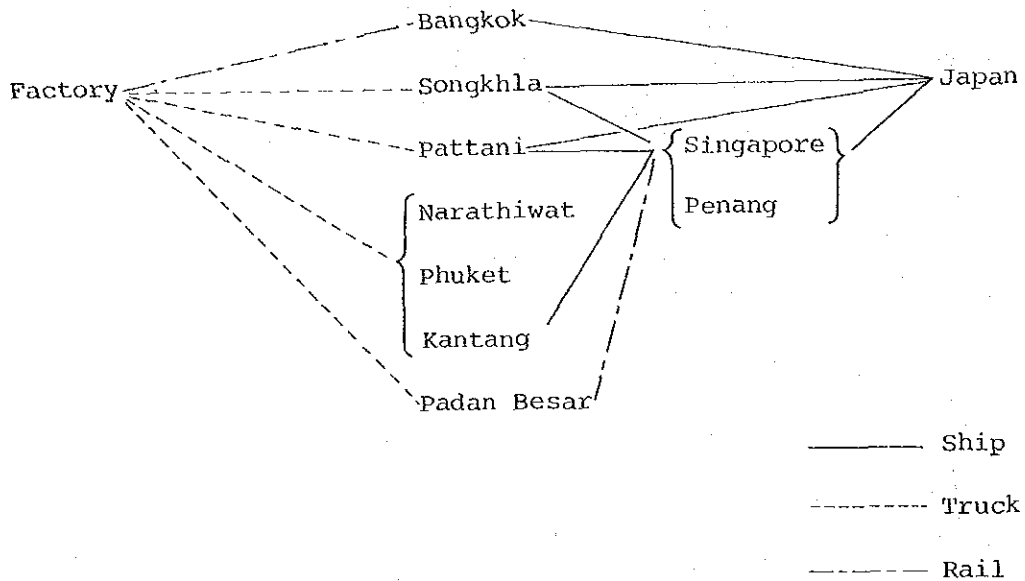 Bangkok
Factory
Songkhla
Japan
Pattani
Singapore
Penang
Narathiwat
Phuket
Kantang
Padan Besar
Ship
Truck
Rail